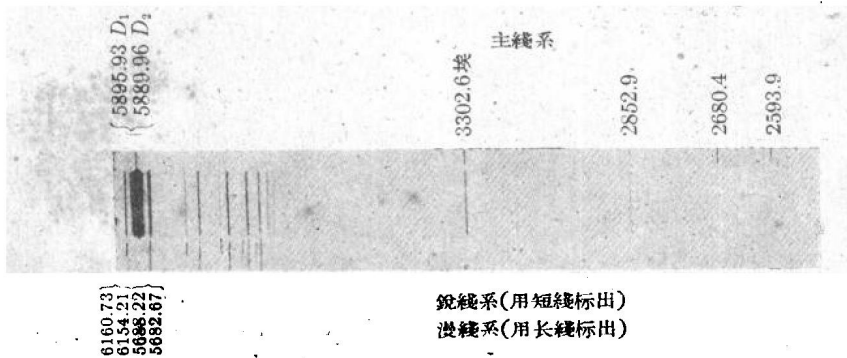 主綫系
5895.93 D₁
5889.96 D₂
3302.6埃
2852.9
2680.4
2593.9
6160.73
6154.21
5688.22
5682.67
銳綫系(用短綫标出)
漫綫系(用长綫标出)